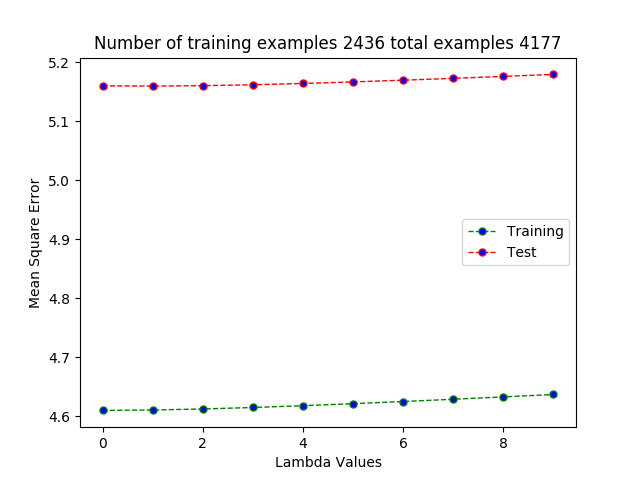 Number of training examples 2436 total examples 4177
5.2
5.1
5.0
4.9
4.8
4.7
4.6
Mean Square Error
Training
Test
0 2 4 6 8
Lambda Values